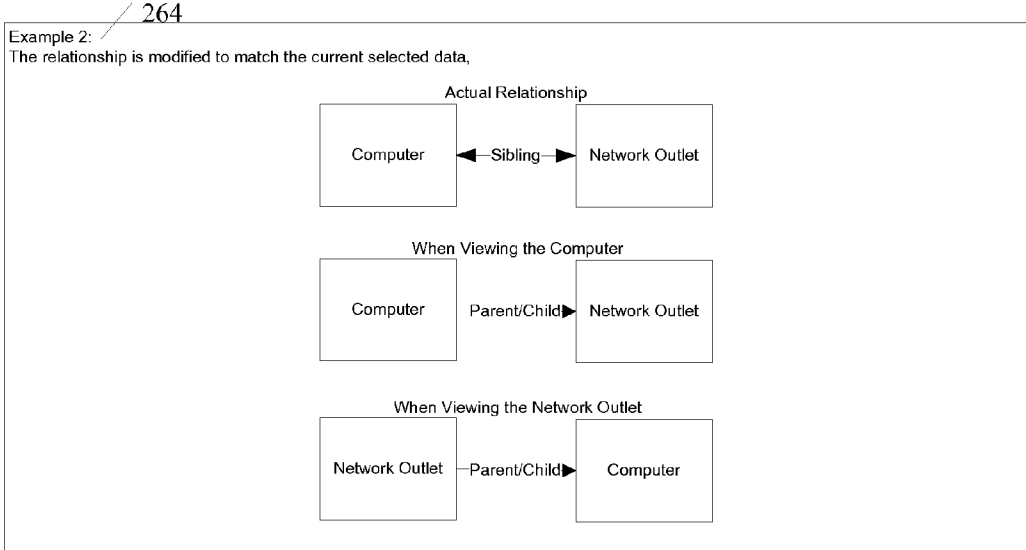 264
Example 2:
The relationship is modified to match the current selected data,
Actual Relationship
Computer
Sibling
Network Outlet
When Viewing the Computer
Computer
Parent/Child
Network Outlet
When Viewing the Network Outlet
Network Outlet
Parent/Child
Computer